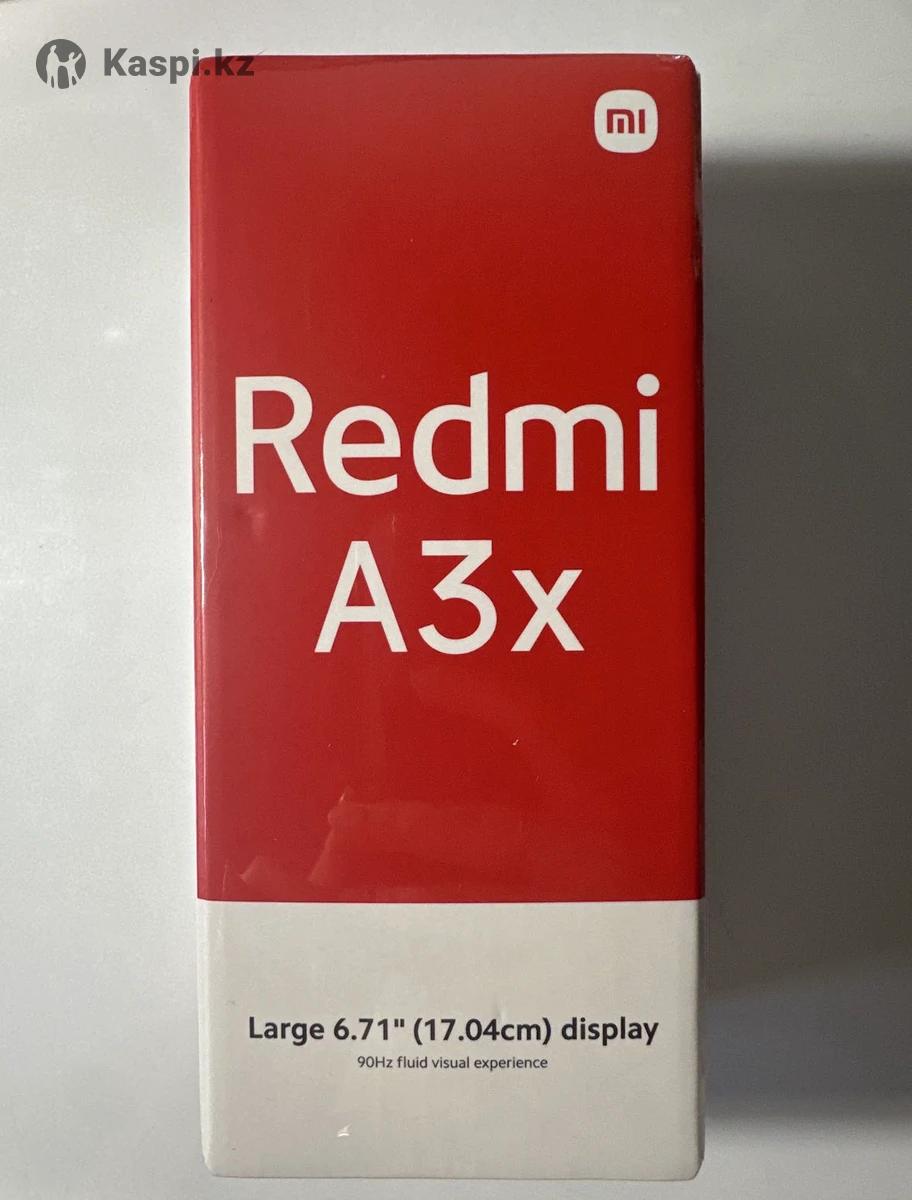 Kaspi.kz
mi
Redmi
A3x
Large 6.71" (17.04cm) display
90Hz fluid visual experience